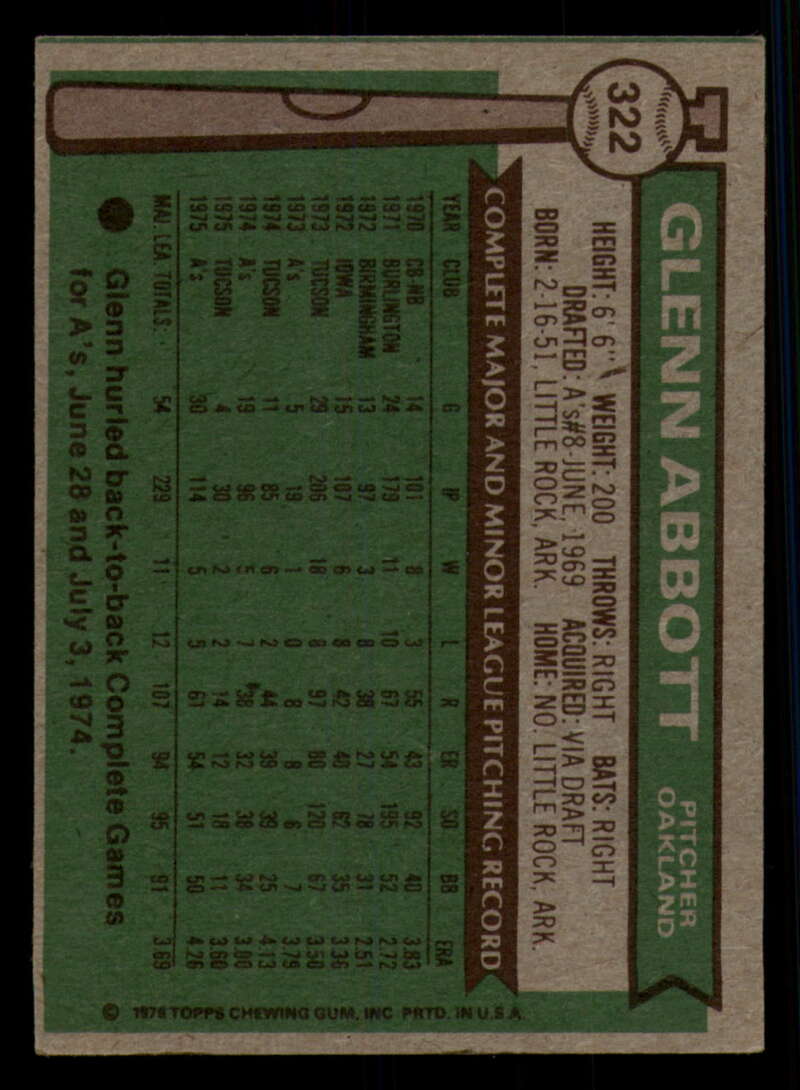 322
GLENN ABBOTT
PITCHER
OAKLAND
HEIGHT: 6' 6" WEIGHT: 200 THROWS: RIGHT BATS: RIGHT
DRAFTED: A's#8-JUNE, 1969 ACQUIRED: VIA DRAFT
BORN: 2-16-51, LITTLE ROCK, ARK. HOME: NO. LITTLE ROCK, ARK.
COMPLETE MAJOR AND MINOR LEAGUE PITCHING RECORD
YEAR CLUB G IP W L R ER SO BB ERA
1970 CB-NB 14 101 8 3 55 43 92 40 3.83
1971 BURLINGTON 24 179 11 10 67 54 195 52 2.72
1972 BIRMINGHAM 13 97 3 8 38 27 78 31 2.51
1972 IOWA 15 107 6 8 42 40 62 35 3.36
1973 TUCSON 29 206 18 8 97 80 120 67 3.50
1973 A's 5 19 1 0 8 8 6 7 3.79
1974 TUCSON 11 85 6 2 44 39 39 25 4.13
1974 A's 19 96 5 7 38 32 38 34 3.00
1975 TUCSON 4 30 2 2 14 12 18 11 3.60
1975 A's 30 114 5 5 61 54 51 50 4.26
MAJ. LEA TOTALS: 54 229 11 12 107 94 95 91 3.69
Glenn hurled back-to-back Complete Games
for A's, June 28 and July 3, 1974.
© 1976 TOPPS CHEWING GUM, INC PRTD. IN U.S.A.